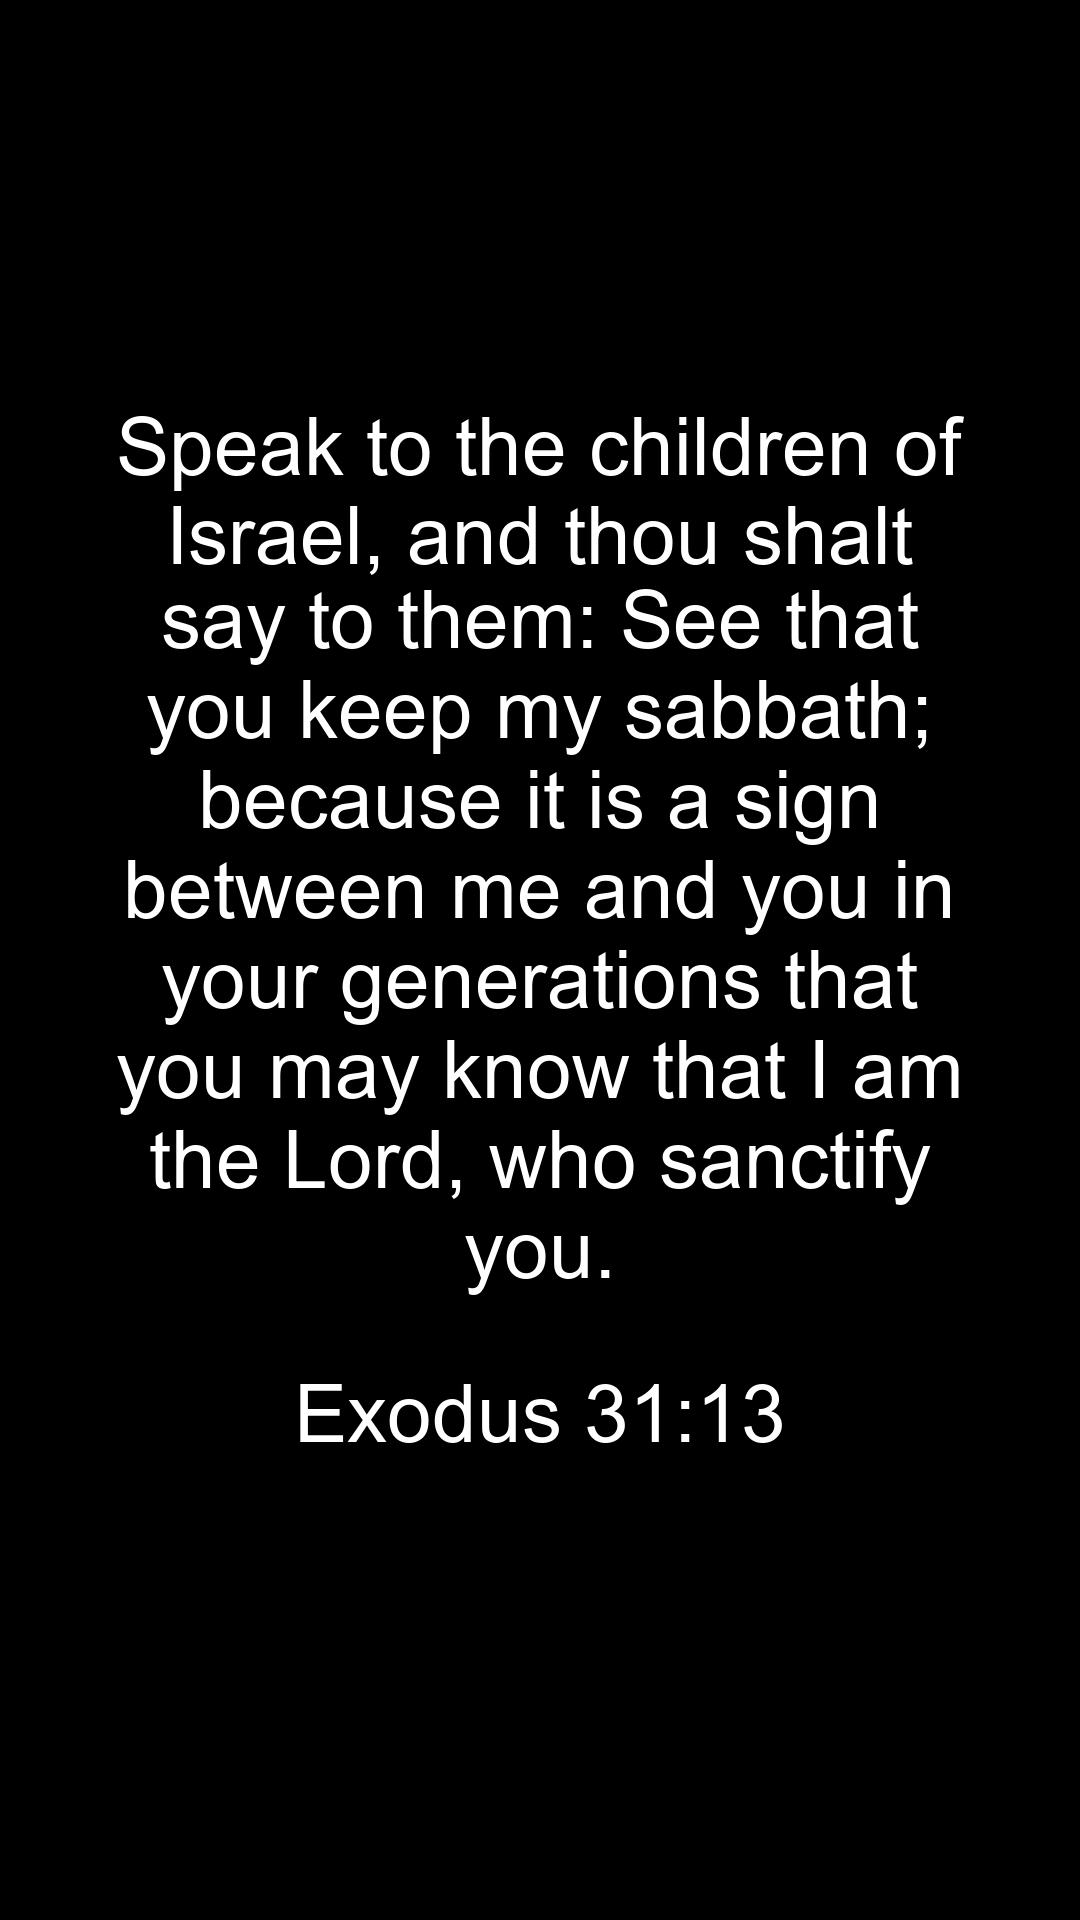 Speak to the children of
Israel, and thou shalt
say to them: See that
you keep my sabbath;
because it is a sign
between me and you in
your generations that
you may know that I am
the Lord, who sanctify
you.
Exodus 31:13